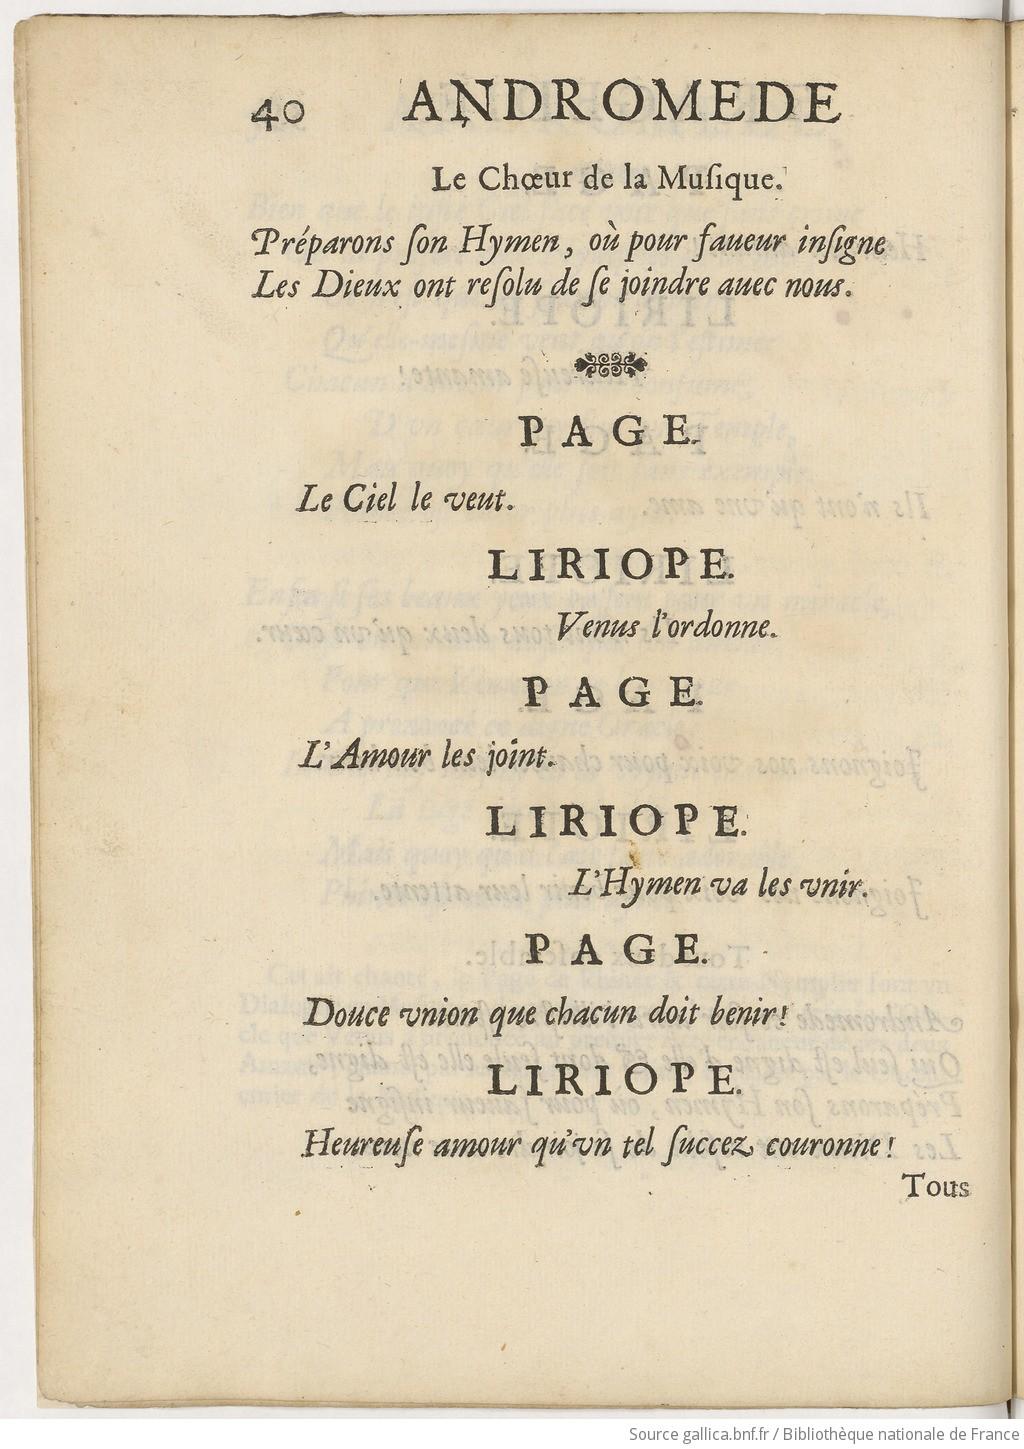 40 ANDROMEDE
Le Chœur de la Muſique.
Préparons ſon Hymen, où pour faueur inſigne
Les Dieux ont reſolu de ſe joindre auec nous.
PAGE.
Le Ciel le veut.
LIRIOPE.
Venus l'ordonne.
PAGE.
L'Amour les joint.
LIRIOPE.
L'Hymen va les vnir.
PAGE.
Douce vnion que chacun doit benir!
LIRIOPE.
Heureuſe amour qu'vn tel ſuccez couronne!
Tous
Source gallica.bnf.fr / Bibliothèque nationale de France